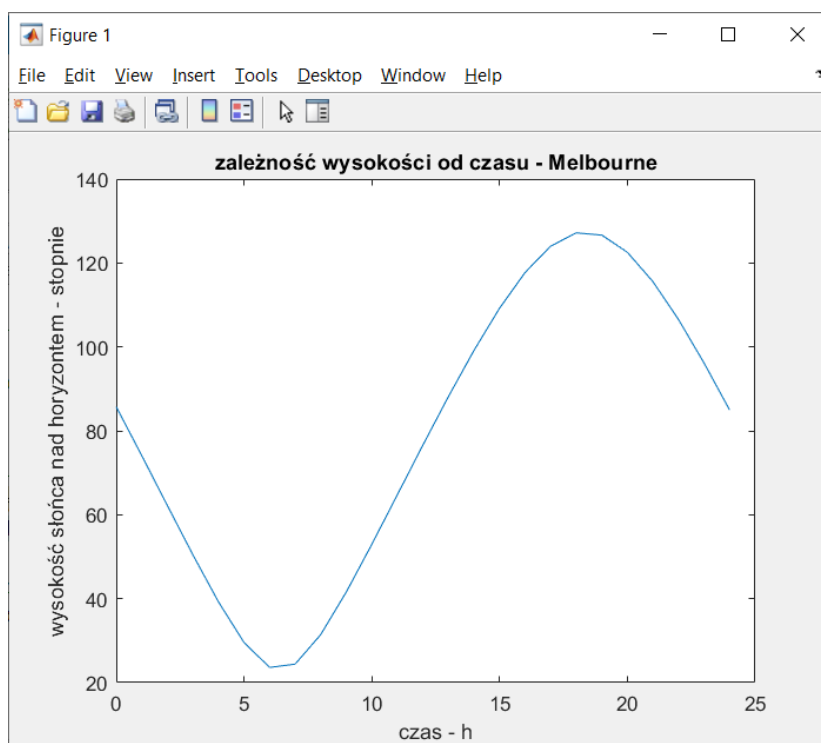 Figure 1
File Edit View Insert Tools Desktop Window Help
zależność wysokości od czasu - Melbourne
140
120
100
80
60
40
20
wysokość słońca nad horyzontem - stopnie
0 5 10 15 20 25
czas - h